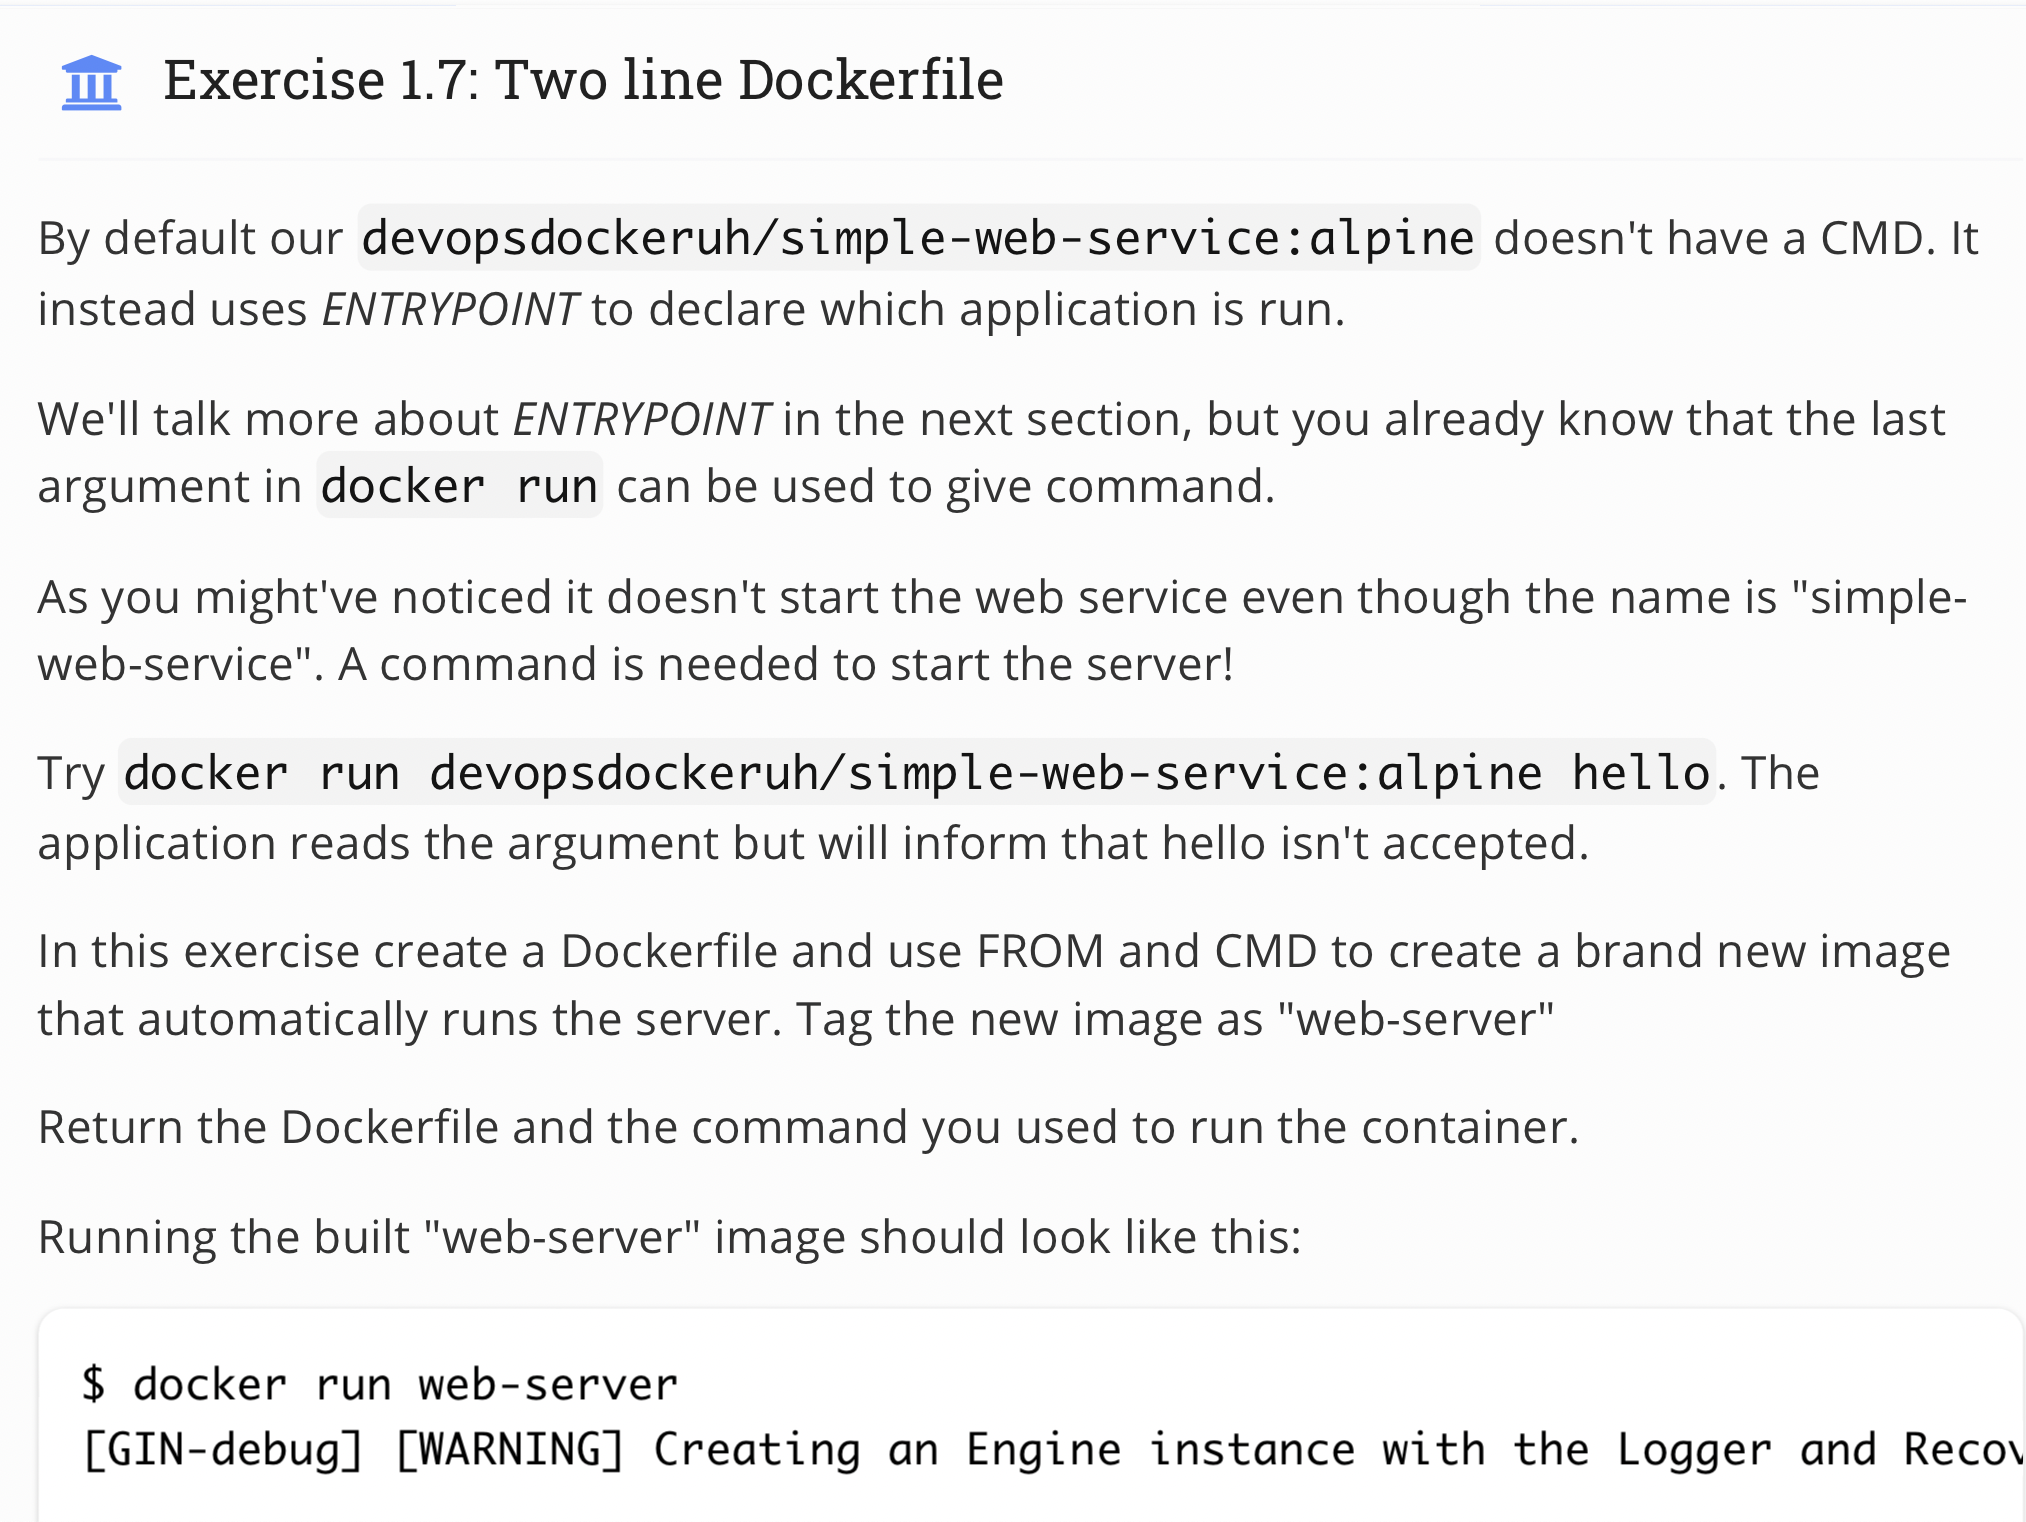 Exercise 1.7: Two line Dockerfile
By default our devopsdockeruh/simple-web-service:alpine doesn't have a CMD. It
instead uses ENTRYPOINT to declare which application is run.
We'll talk more about ENTRYPOINT in the next section, but you already know that the last
argument in docker run can be used to give command.
As you might've noticed it doesn't start the web service even though the name is "simple-
web-service". A command is needed to start the server!
Try docker run devopsdockeruh/simple-web-service:alpine hello. The
application reads the argument but will inform that hello isn't accepted.
In this exercise create a Dockerfile and use FROM and CMD to create a brand new image
that automatically runs the server. Tag the new image as "web-server"
Return the Dockerfile and the command you used to run the container.
Running the built "web-server" image should look like this:
$ docker run web-server
[GIN-debug] [WARNING] Creating an Engine instance with the Logger and Recov